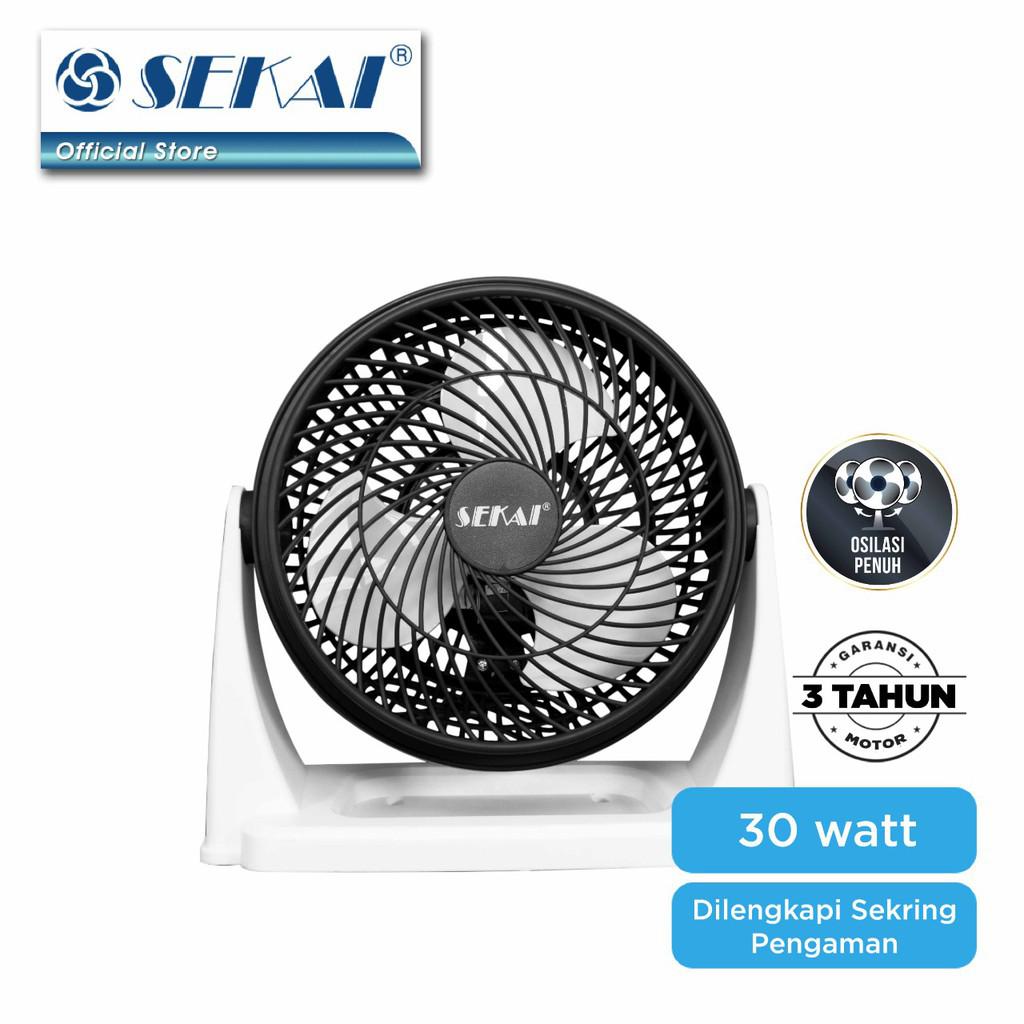 SEKAI®
Official Store
SEKAI®
OSILASI
PENUH
GARANSI
3 TAHUN
MOTOR
30 watt
Dilengkapi Sekring
Pengaman